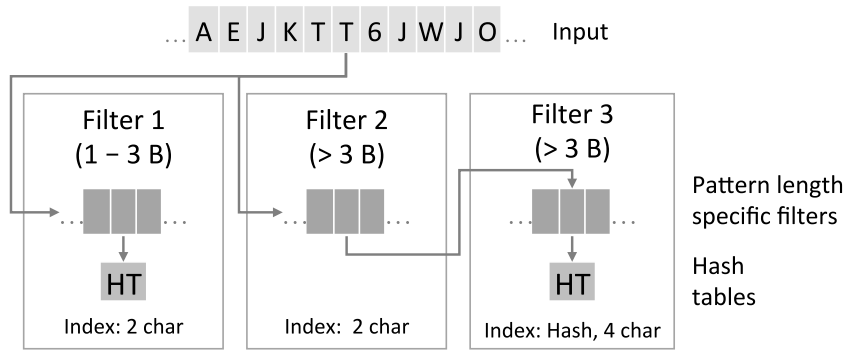 ...AEJKTT6JWJO... Input
Filter 1
(1 – 3 B)
...
...
HT
Index: 2 char
Filter 2
(> 3 B)
...
...
Index: 2 char
Filter 3
(> 3 B)
...
...
HT
Index: Hash, 4 char
Pattern length
specific filters
Hash
tables